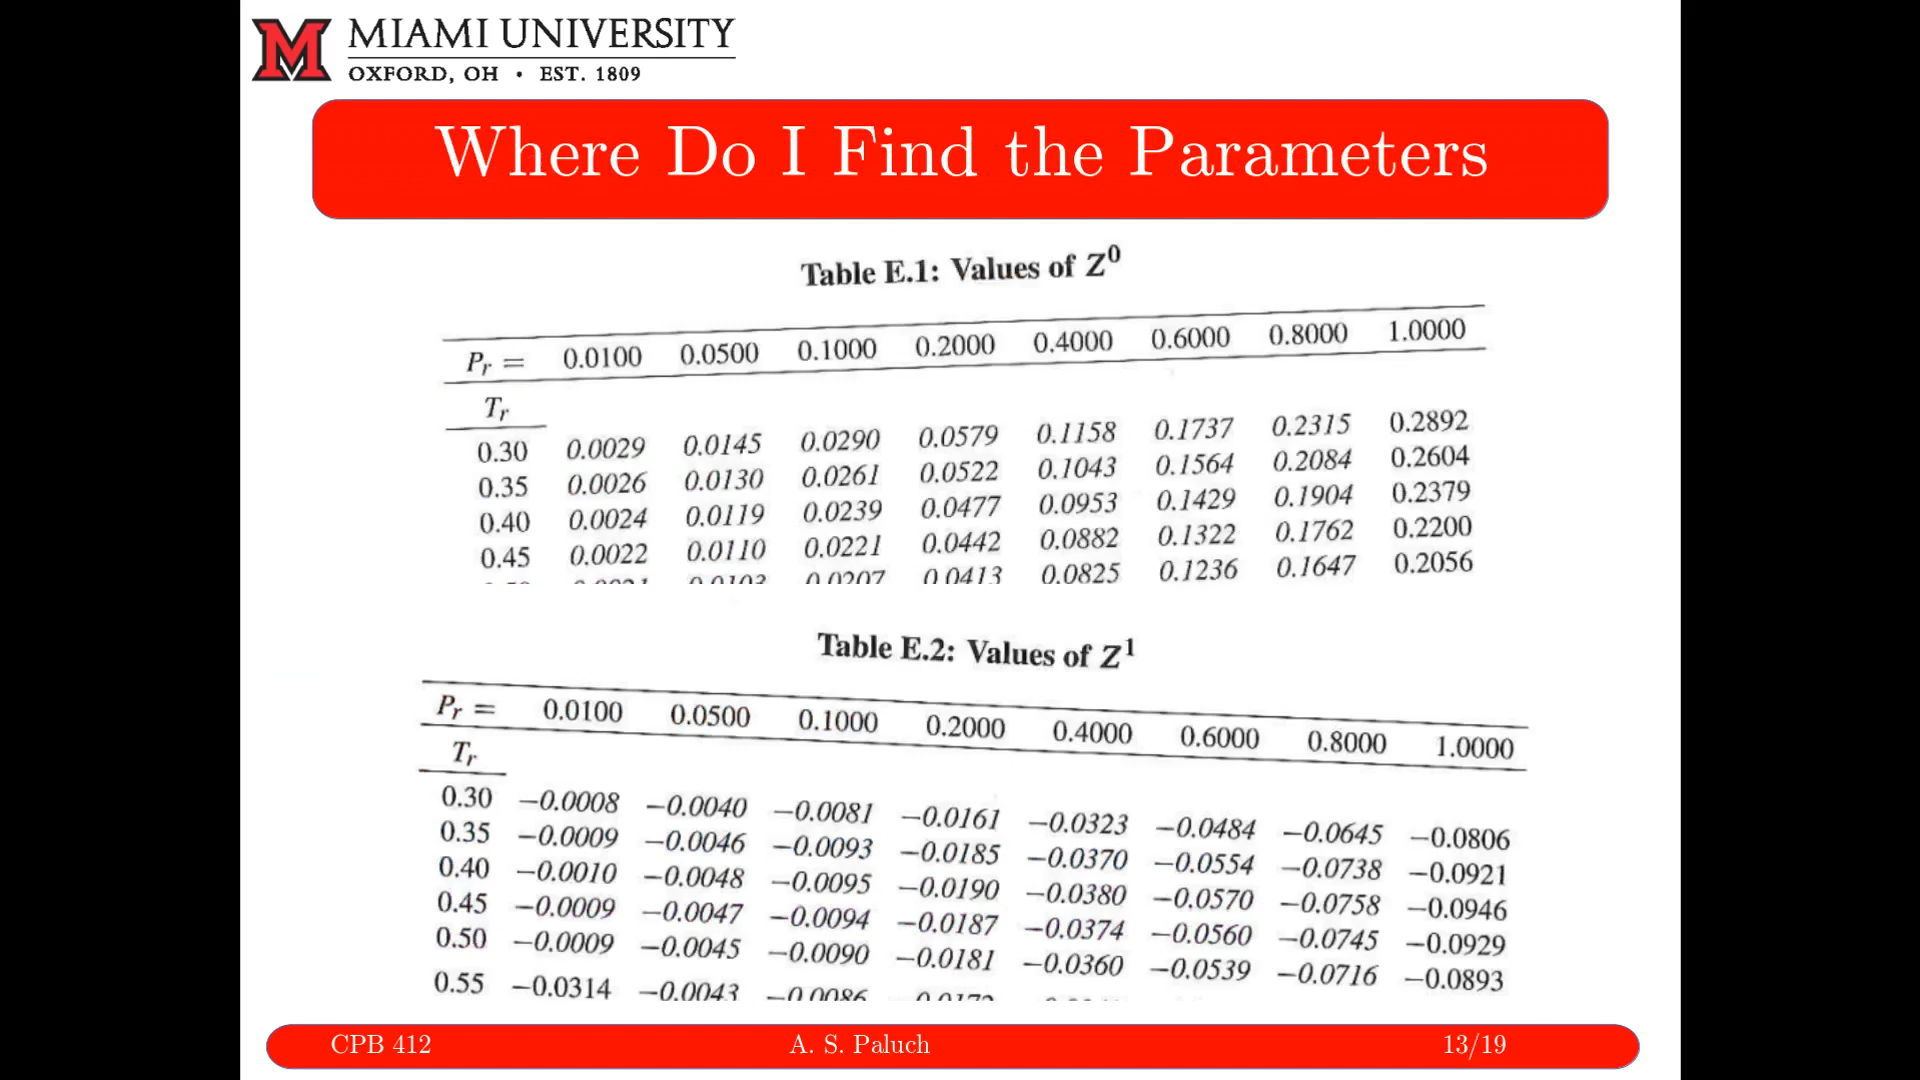 MIAMI UNIVERSITY
OXFORD, OH • EST. 1809
Where Do I Find the Parameters
Table E.1: Values of Z⁰
Pᵣ = 0.0100 0.0500 0.1000 0.2000 0.4000 0.6000 0.8000 1.0000
Tᵣ
0.30 0.0029 0.0145 0.0290 0.0579 0.1158 0.1737 0.2315 0.2892
0.35 0.0026 0.0130 0.0261 0.0522 0.1043 0.1564 0.2084 0.2604
0.40 0.0024 0.0119 0.0239 0.0477 0.0953 0.1429 0.1904 0.2379
0.45 0.0022 0.0110 0.0221 0.0442 0.0882 0.1322 0.1762 0.2200
0.0103 0.0207 0.0413 0.0825 0.1236 0.1647 0.2056
Table E.2: Values of Z¹
Pᵣ = 0.0100 0.0500 0.1000 0.2000 0.4000 0.6000 0.8000 1.0000
Tᵣ
0.30 −0.0008 −0.0040 −0.0081 −0.0161 −0.0323 −0.0484 −0.0645 −0.0806
0.35 −0.0009 −0.0046 −0.0093 −0.0185 −0.0370 −0.0554 −0.0738 −0.0921
0.40 −0.0010 −0.0048 −0.0095 −0.0190 −0.0380 −0.0570 −0.0758 −0.0946
0.45 −0.0009 −0.0047 −0.0094 −0.0187 −0.0374 −0.0560 −0.0745 −0.0929
0.50 −0.0009 −0.0045 −0.0090 −0.0181 −0.0360 −0.0539 −0.0716 −0.0893
0.55 −0.0314 −0.0043 −0.0086
CPB 412 A. S. Paluch 13/19